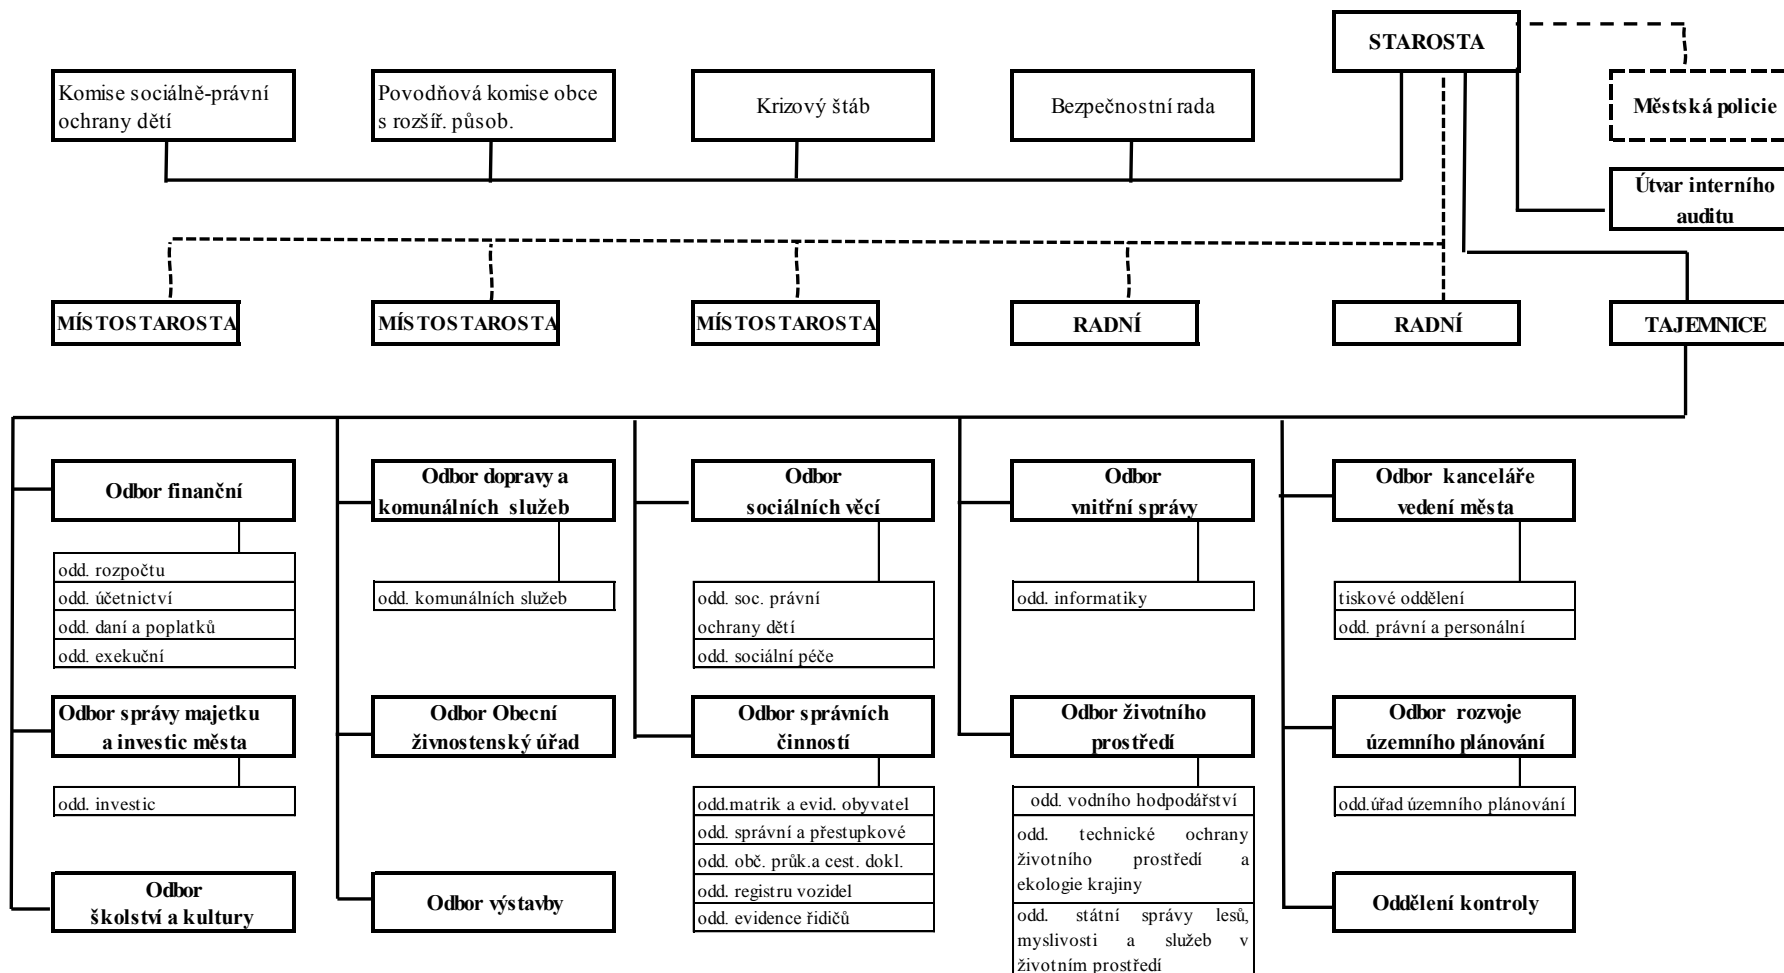 STAROSTA
Komise sociálně-právní
ochrany dětí
Povodňová komise obce
s rozšíř. působ.
Krizový štáb
Bezpečnostní rada
Městská policie
Útvar interního
auditu
MÍSTOSTAROSTA
MÍSTOSTAROSTA
MÍSTOSTAROSTA
RADNÍ
RADNÍ
TAJEMNICE
Odbor finanční
Odbor dopravy a
komunálních služeb
Odbor
sociálních věcí
Odbor
vnitřní správy
Odbor kanceláře
vedení města
odd. rozpočtu
odd. účetnictví
odd. daní a poplatků
odd. exekuční
odd. komunálních služeb
odd. soc. právní
ochrany dětí
odd. sociální péče
odd. informatiky
tiskové oddělení
odd. právní a personální
Odbor správy majetku
a investic města
Odbor Obecní
živnostenský úřad
Odbor správních
činností
Odbor životního
prostředí
Odbor rozvoje
územního plánování
odd. investic
odd.matrik a evid. obyvatel
odd. správní a přestupkové
odd. obč. průk.a cest. dokl.
odd. registru vozidel
odd. evidence řidičů
odd. vodního hodpodářství
odd. technické ochrany
životního prostředí a
ekologie krajiny
odd. státní správy lesů,
myslivosti a služeb v
životním prostředí
odd.úřad územního plánování
Odbor
školství a kultury
Odbor výstavby
Oddělení kontroly